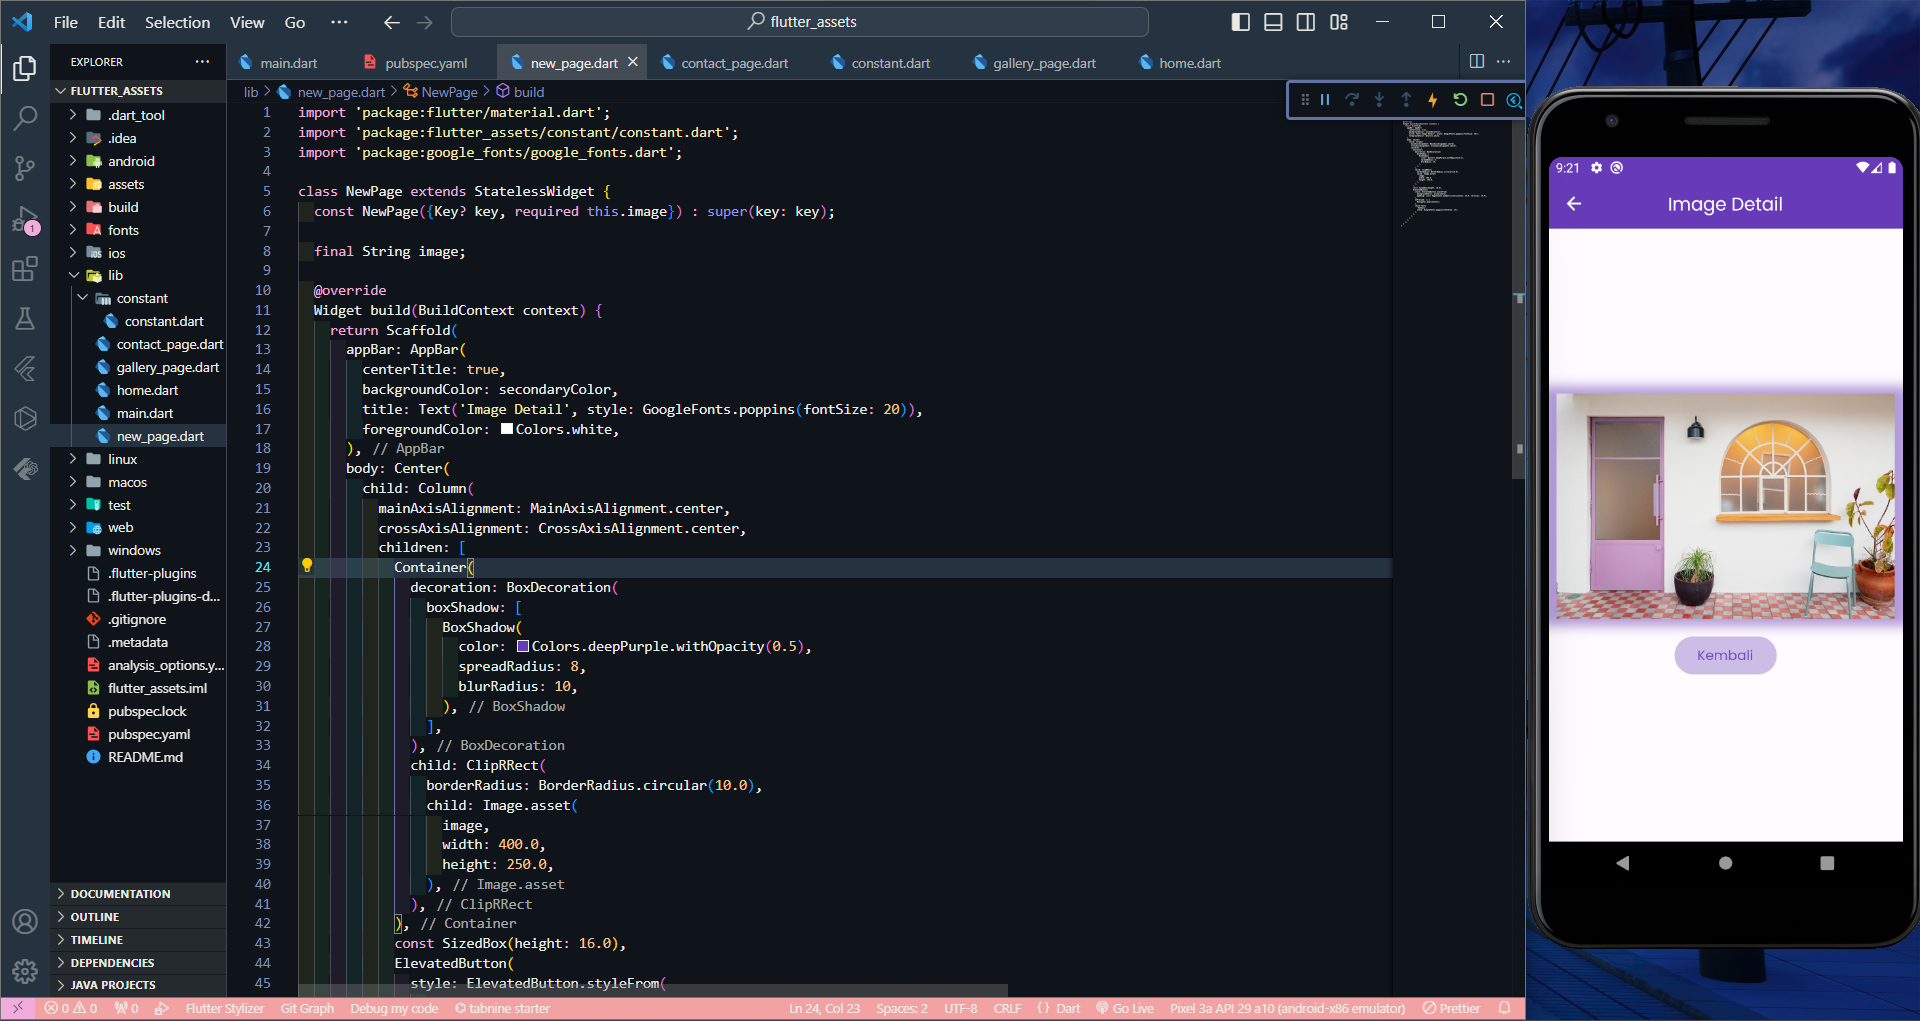 File Edit Selection View Go ··· flutter_assets
EXPLORER ···
main.dart pubspec.yaml new_page.dart contact_page.dart constant.dart gallery_page.dart home.dart
lib > new_page.dart > NewPage > build
FLUTTER_ASSETS
.dart_tool
.idea
android
assets
build
fonts
ios
lib
constant
constant.dart
contact_page.dart
gallery_page.dart
home.dart
main.dart
new_page.dart
linux
macos
test
web
windows
.flutter-plugins
.flutter-plugins-d...
.gitignore
.metadata
analysis_options.y...
flutter_assets.iml
pubspec.lock
pubspec.yaml
README.md
DOCUMENTATION
OUTLINE
TIMELINE
DEPENDENCIES
JAVA PROJECTS
1
1 import 'package:flutter/material.dart';
2 import 'package:flutter_assets/constant/constant.dart';
3 import 'package:google_fonts/google_fonts.dart';
4
5 class NewPage extends StatelessWidget {
6 const NewPage({Key? key, required this.image}) : super(key: key);
7
8 final String image;
9
10 @override
11 Widget build(BuildContext context) {
12 return Scaffold(
13 appBar: AppBar(
14 centerTitle: true,
15 backgroundColor: secondaryColor,
16 title: Text('Image Detail', style: GoogleFonts.poppins(fontSize: 20)),
17 foregroundColor: Colors.white,
18 ), // AppBar
19 body: Center(
20 child: Column(
21 mainAxisAlignment: MainAxisAlignment.center,
22 crossAxisAlignment: CrossAxisAlignment.center,
23 children: [
24 Container(
25 decoration: BoxDecoration(
26 boxShadow: [
27 BoxShadow(
28 color: Colors.deepPurple.withOpacity(0.5),
29 spreadRadius: 8,
30 blurRadius: 10,
31 ), // BoxShadow
32 ],
33 ), // BoxDecoration
34 child: ClipRRect(
35 borderRadius: BorderRadius.circular(10.0),
36 child: Image.asset(
37 image,
38 width: 400.0,
39 height: 250.0,
40 ), // Image.asset
41 ), // ClipRRect
42 ), // Container
43 const SizedBox(height: 16.0),
44 ElevatedButton(
45 style: ElevatedButton.styleFrom(
0 0 0 Flutter Stylizer Git Graph Debug my code tabnine starter Ln 24, Col 23 Spaces: 2 UTF-8 CRLF {} Dart Go Live Pixel 3a API 29 a10 (android-x86 emulator) Prettier
9:21
Image Detail
Kembali